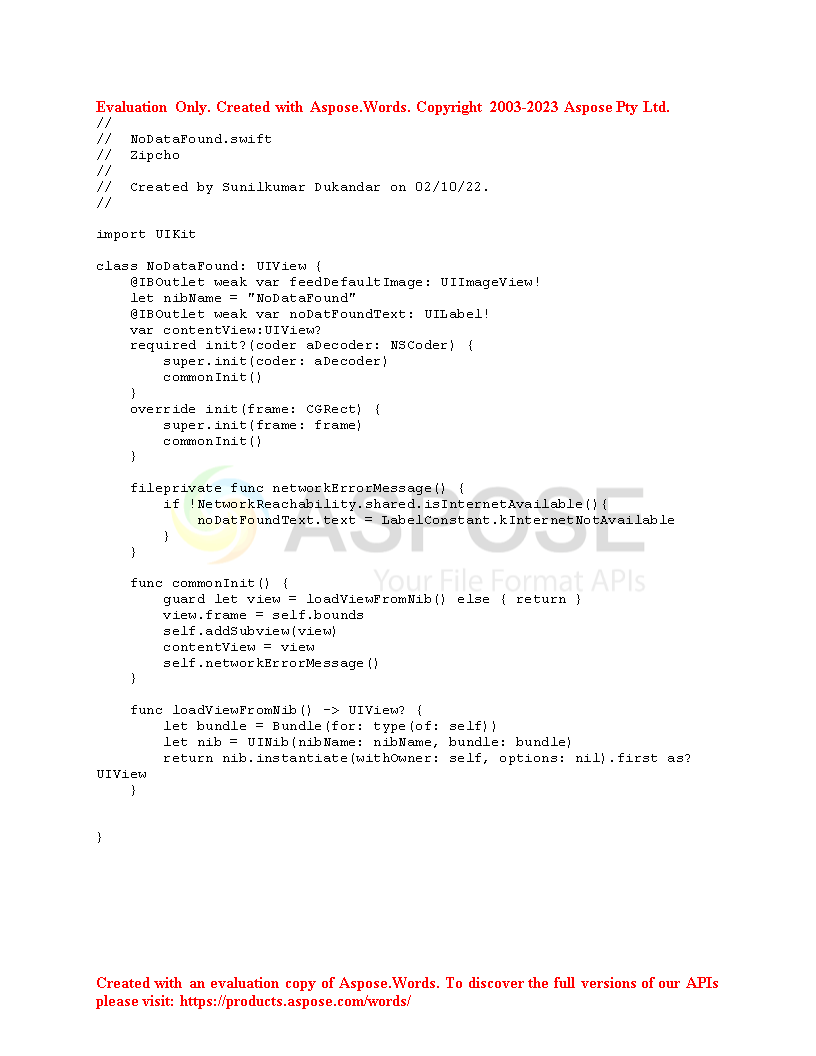 Evaluation Only. Created with Aspose.Words. Copyright 2003-2023 Aspose Pty Ltd.
//
//  NoDataFound.swift
//  Zipcho
//
//  Created by Sunilkumar Dukandar on 02/10/22.
//

import UIKit

class NoDataFound: UIView {
    @IBOutlet weak var feedDefaultImage: UIImageView!
    let nibName = "NoDataFound"
    @IBOutlet weak var noDatFoundText: UILabel!
    var contentView:UIView?
    required init?(coder aDecoder: NSCoder) {
        super.init(coder: aDecoder)
        commonInit()
    }
    override init(frame: CGRect) {
        super.init(frame: frame)
        commonInit()
    }

    fileprivate func networkErrorMessage() {
        if !NetworkReachability.shared.isInternetAvailable(){
            noDatFoundText.text = LabelConstant.kInternetNotAvailable
        }
    }

    func commonInit() {
        guard let view = loadViewFromNib() else { return }
        view.frame = self.bounds
        self.addSubview(view)
        contentView = view
        self.networkErrorMessage()
    }

    func loadViewFromNib() -> UIView? {
        let bundle = Bundle(for: type(of: self))
        let nib = UINib(nibName: nibName, bundle: bundle)
        return nib.instantiate(withOwner: self, options: nil).first as?
UIView
    }


}
ASPOSE
Your File Format APIs
Created with an evaluation copy of Aspose.Words. To discover the full versions of our APIs
please visit: https://products.aspose.com/words/